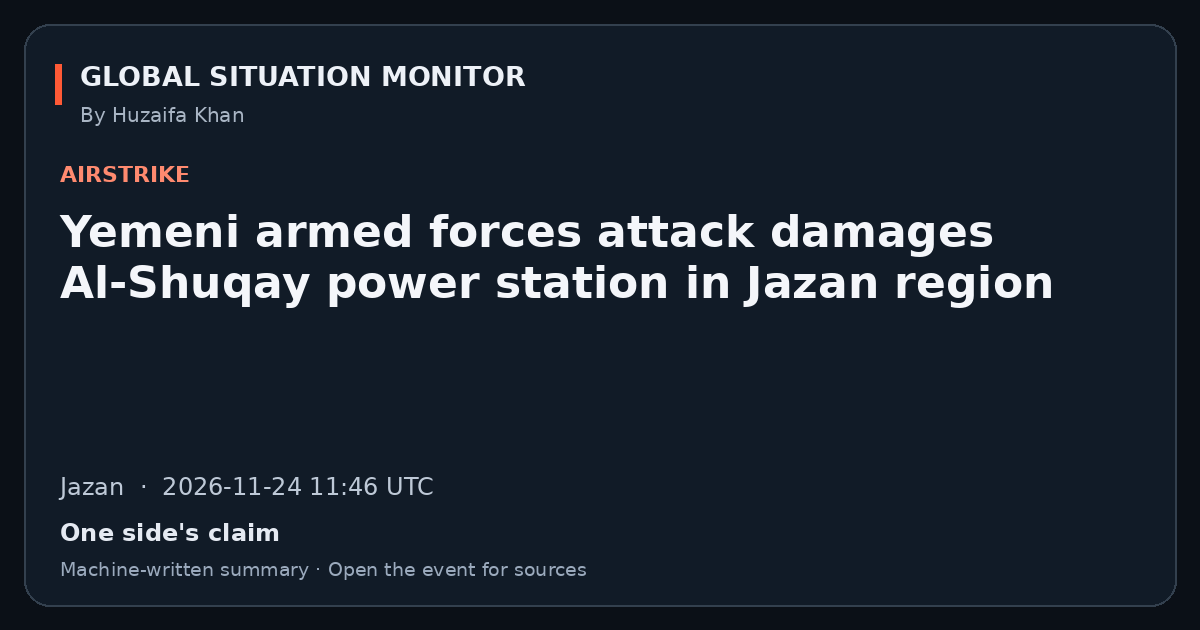 GLOBAL SITUATION MONITOR
By Huzaifa Khan
AIRSTRIKE
Yemeni armed forces attack damages
Al-Shuqay power station in Jazan region
Jazan · 2026-11-24 11:46 UTC
One side's claim
Machine-written summary · Open the event for sources